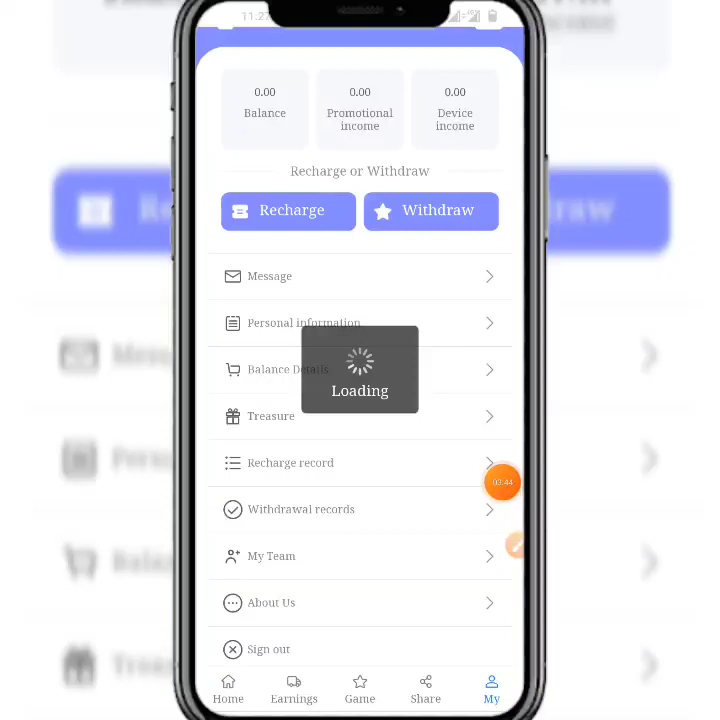 11:27
0.00
Balance
0.00
Promotional
income
0.00
Device
income
Recharge or Withdraw
Recharge
Withdraw
Message
Personal information
Balance Details
Loading
Treasure
Recharge record
Withdrawal records
My Team
About Us
Sign out
Home
Earnings
Game
Share
My